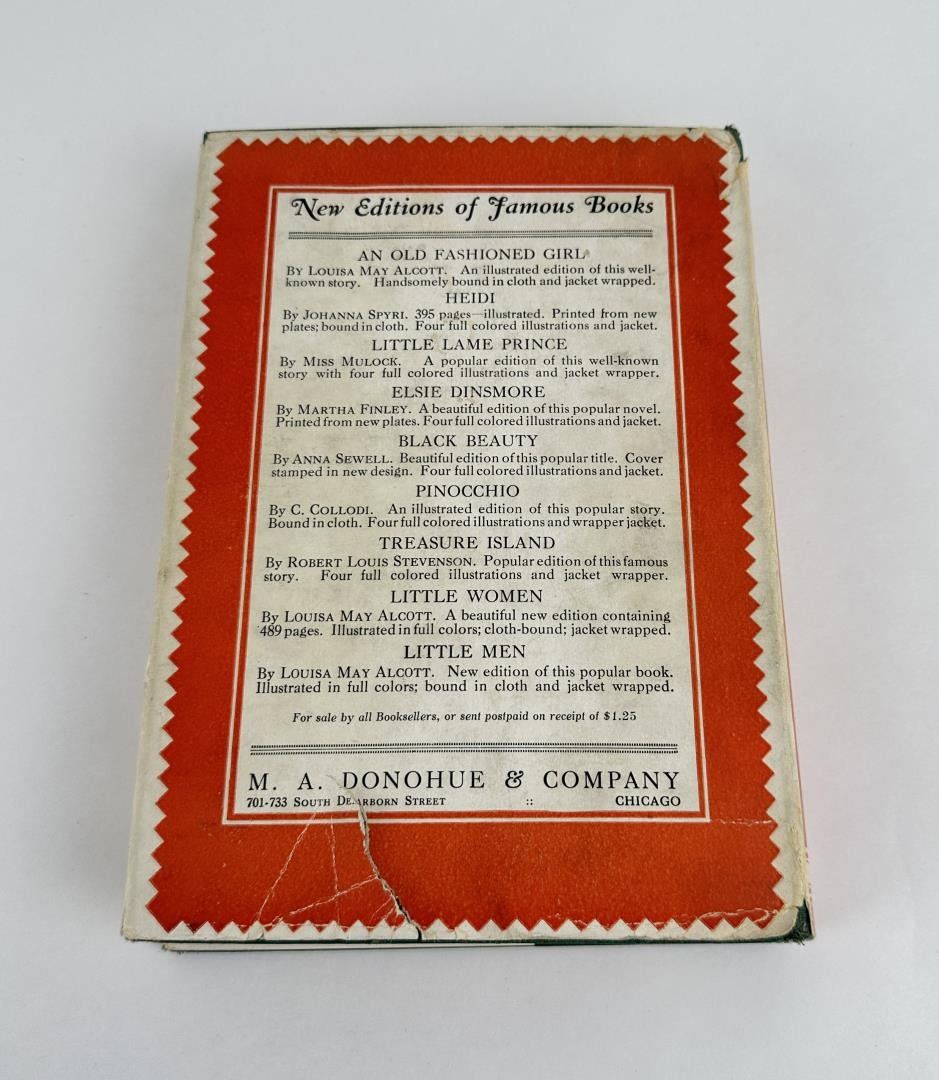 New Editions of Famous Books
AN OLD FASHIONED GIRL
By Louisa May Alcott. An illustrated edition of this well-
known story. Handsomely bound in cloth and jacket wrapped.
HEIDI
By Johanna Spyri. 395 pages—illustrated. Printed from new
plates; bound in cloth. Four full colored illustrations and jacket.
LITTLE LAME PRINCE
By Miss Mulock. A popular edition of this well-known
story with four full colored illustrations and jacket wrapper.
ELSIE DINSMORE
By Martha Finley. A beautiful edition of this popular novel.
Printed from new plates. Four full colored illustrations and jacket.
BLACK BEAUTY
By Anna Sewell. Beautiful edition of this popular title. Cover
stamped in new design. Four full colored illustrations and jacket.
PINOCCHIO
By C. Collodi. An illustrated edition of this popular story.
Bound in cloth. Four full colored illustrations and wrapper jacket.
TREASURE ISLAND
By Robert Louis Stevenson. Popular edition of this famous
story. Four full colored illustrations and jacket wrapper.
LITTLE WOMEN
By Louisa May Alcott. A beautiful new edition containing
489 pages. Illustrated in full colors; cloth-bound; jacket wrapped.
LITTLE MEN
By Louisa May Alcott. New edition of this popular book.
Illustrated in full colors; bound in cloth and jacket wrapped.
For sale by all Booksellers, or sent postpaid on receipt of $1.25
M. A. DONOHUE & COMPANY
701-733 South Dearborn Street :: CHICAGO